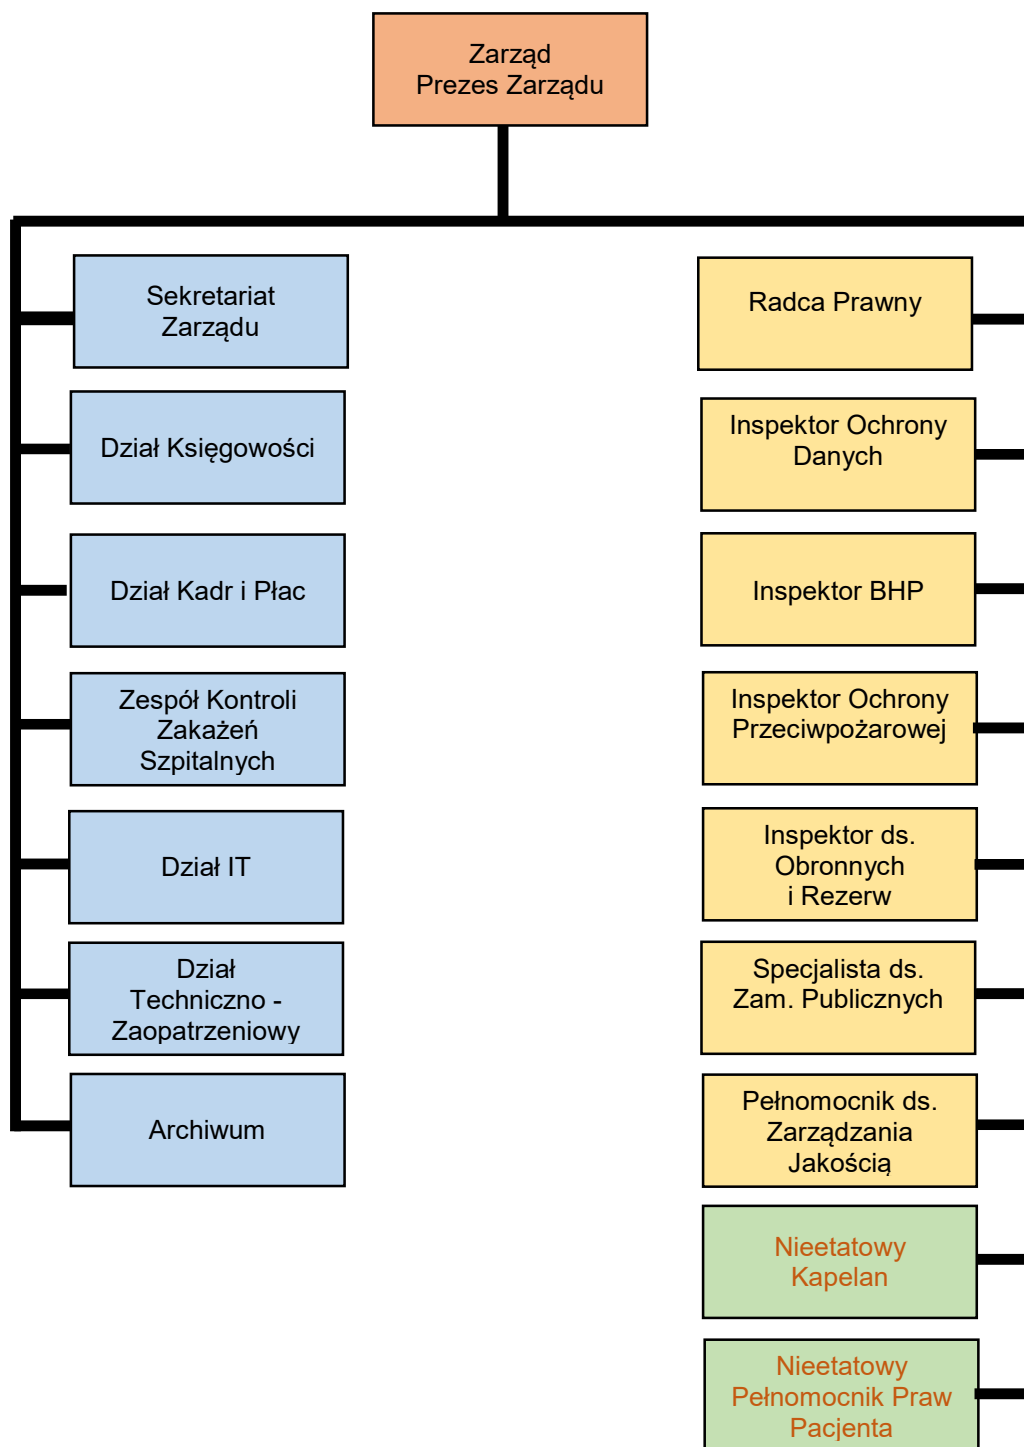 Zarząd
Prezes Zarządu
Sekretariat
Zarządu
Dział Księgowości
Dział Kadr i Płac
Zespół Kontroli
Zakażeń
Szpitalnych
Dział IT
Dział
Techniczno -
Zaopatrzeniowy
Archiwum
Radca Prawny
Inspektor Ochrony
Danych
Inspektor BHP
Inspektor Ochrony
Przeciwpożarowej
Inspektor ds.
Obronnych
i Rezerw
Specjalista ds.
Zam. Publicznych
Pełnomocnik ds.
Zarządzania
Jakością
Nieetatowy
Kapelan
Nieetatowy
Pełnomocnik Praw
Pacjenta